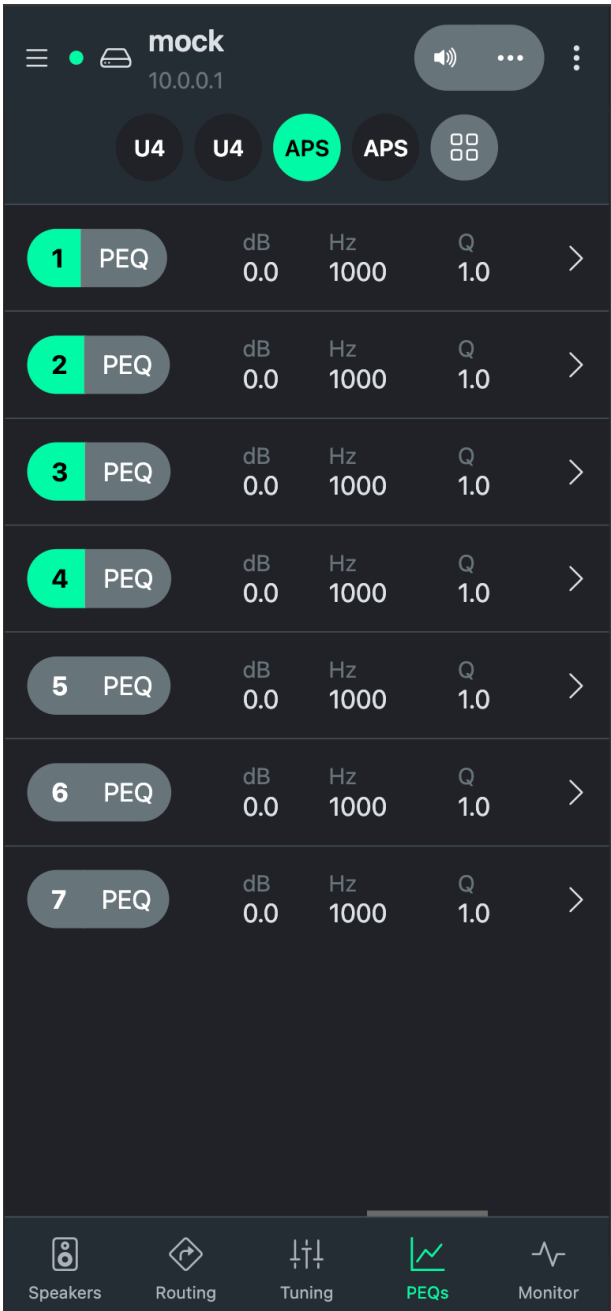 mock
10.0.0.1
U4 U4 APS APS
dB Hz Q
1 PEQ 0.0 1000 1.0
dB Hz Q
2 PEQ 0.0 1000 1.0
dB Hz Q
3 PEQ 0.0 1000 1.0
dB Hz Q
4 PEQ 0.0 1000 1.0
dB Hz Q
5 PEQ 0.0 1000 1.0
dB Hz Q
6 PEQ 0.0 1000 1.0
dB Hz Q
7 PEQ 0.0 1000 1.0
Speakers Routing Tuning PEQs Monitor